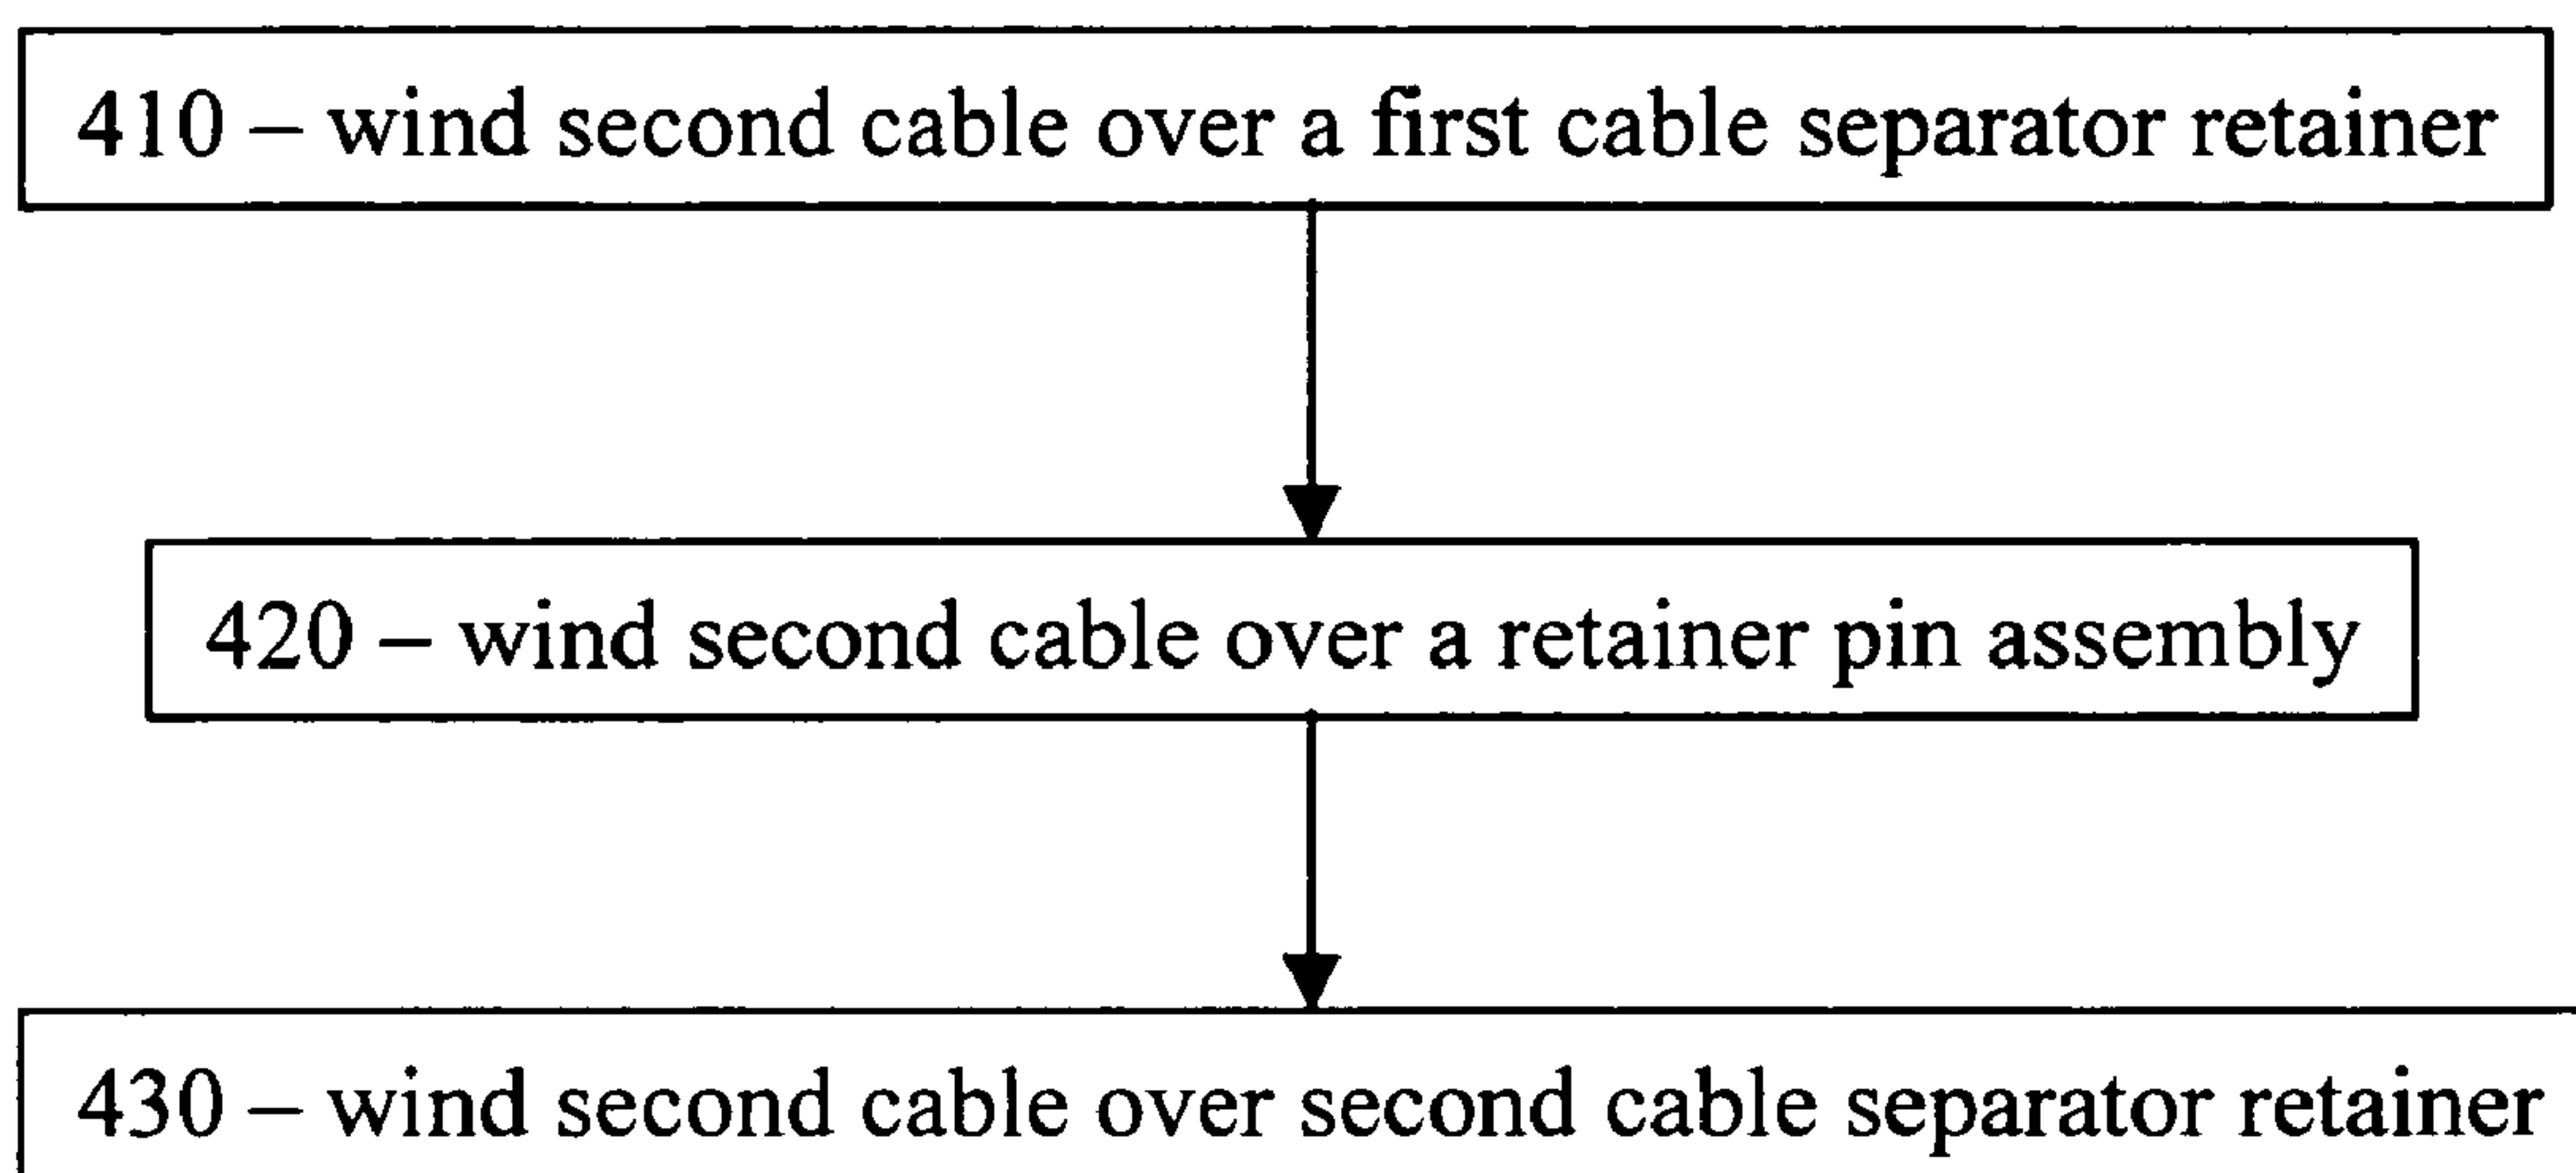 410 – wind second cable over a first cable separator retainer
420 – wind second cable over a retainer pin assembly
430 – wind second cable over second cable separator retainer